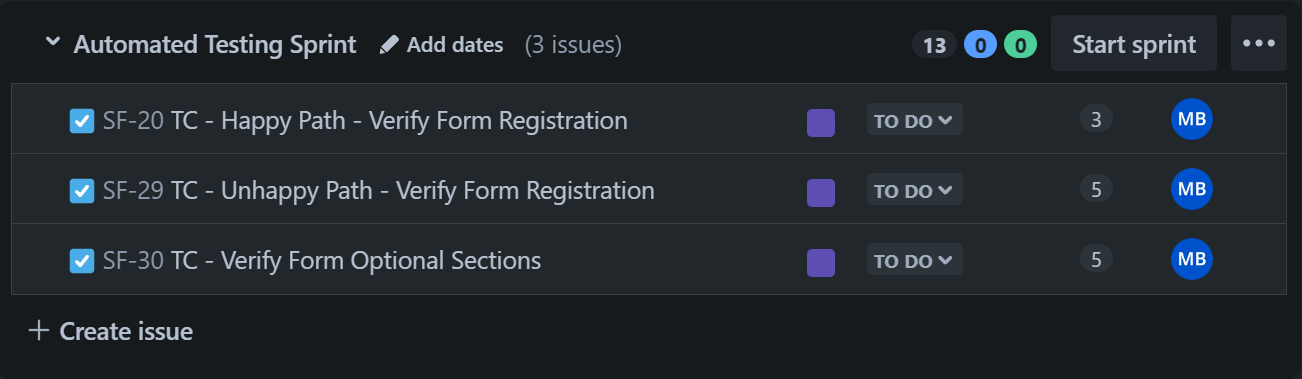 Automated Testing Sprint Add dates (3 issues) 13 0 0 Start sprint
SF-20 TC - Happy Path - Verify Form Registration TO DO 3 MB
SF-29 TC - Unhappy Path - Verify Form Registration TO DO 5 MB
SF-30 TC - Verify Form Optional Sections TO DO 5 MB
Create issue